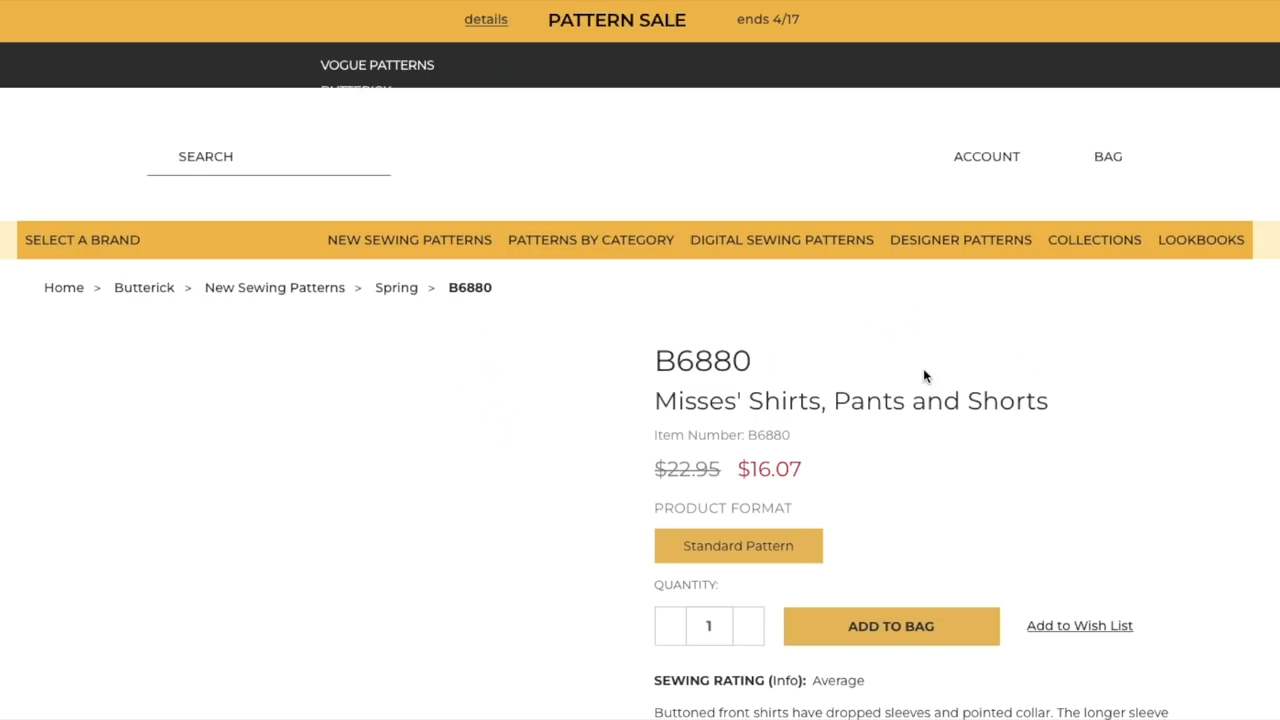 details PATTERN SALE ends 4/17
VOGUE PATTERNS
SEARCH
ACCOUNT BAG
SELECT A BRAND NEW SEWING PATTERNS PATTERNS BY CATEGORY DIGITAL SEWING PATTERNS DESIGNER PATTERNS COLLECTIONS LOOKBOOKS
Home > Butterick > New Sewing Patterns > Spring > B6880
B6880
Misses' Shirts, Pants and Shorts
Item Number: B6880
$22.95 $16.07
PRODUCT FORMAT
Standard Pattern
QUANTITY:
1 ADD TO BAG Add to Wish List
SEWING RATING (Info): Average
Buttoned front shirts have dropped sleeves and pointed collar. The longer sleeve